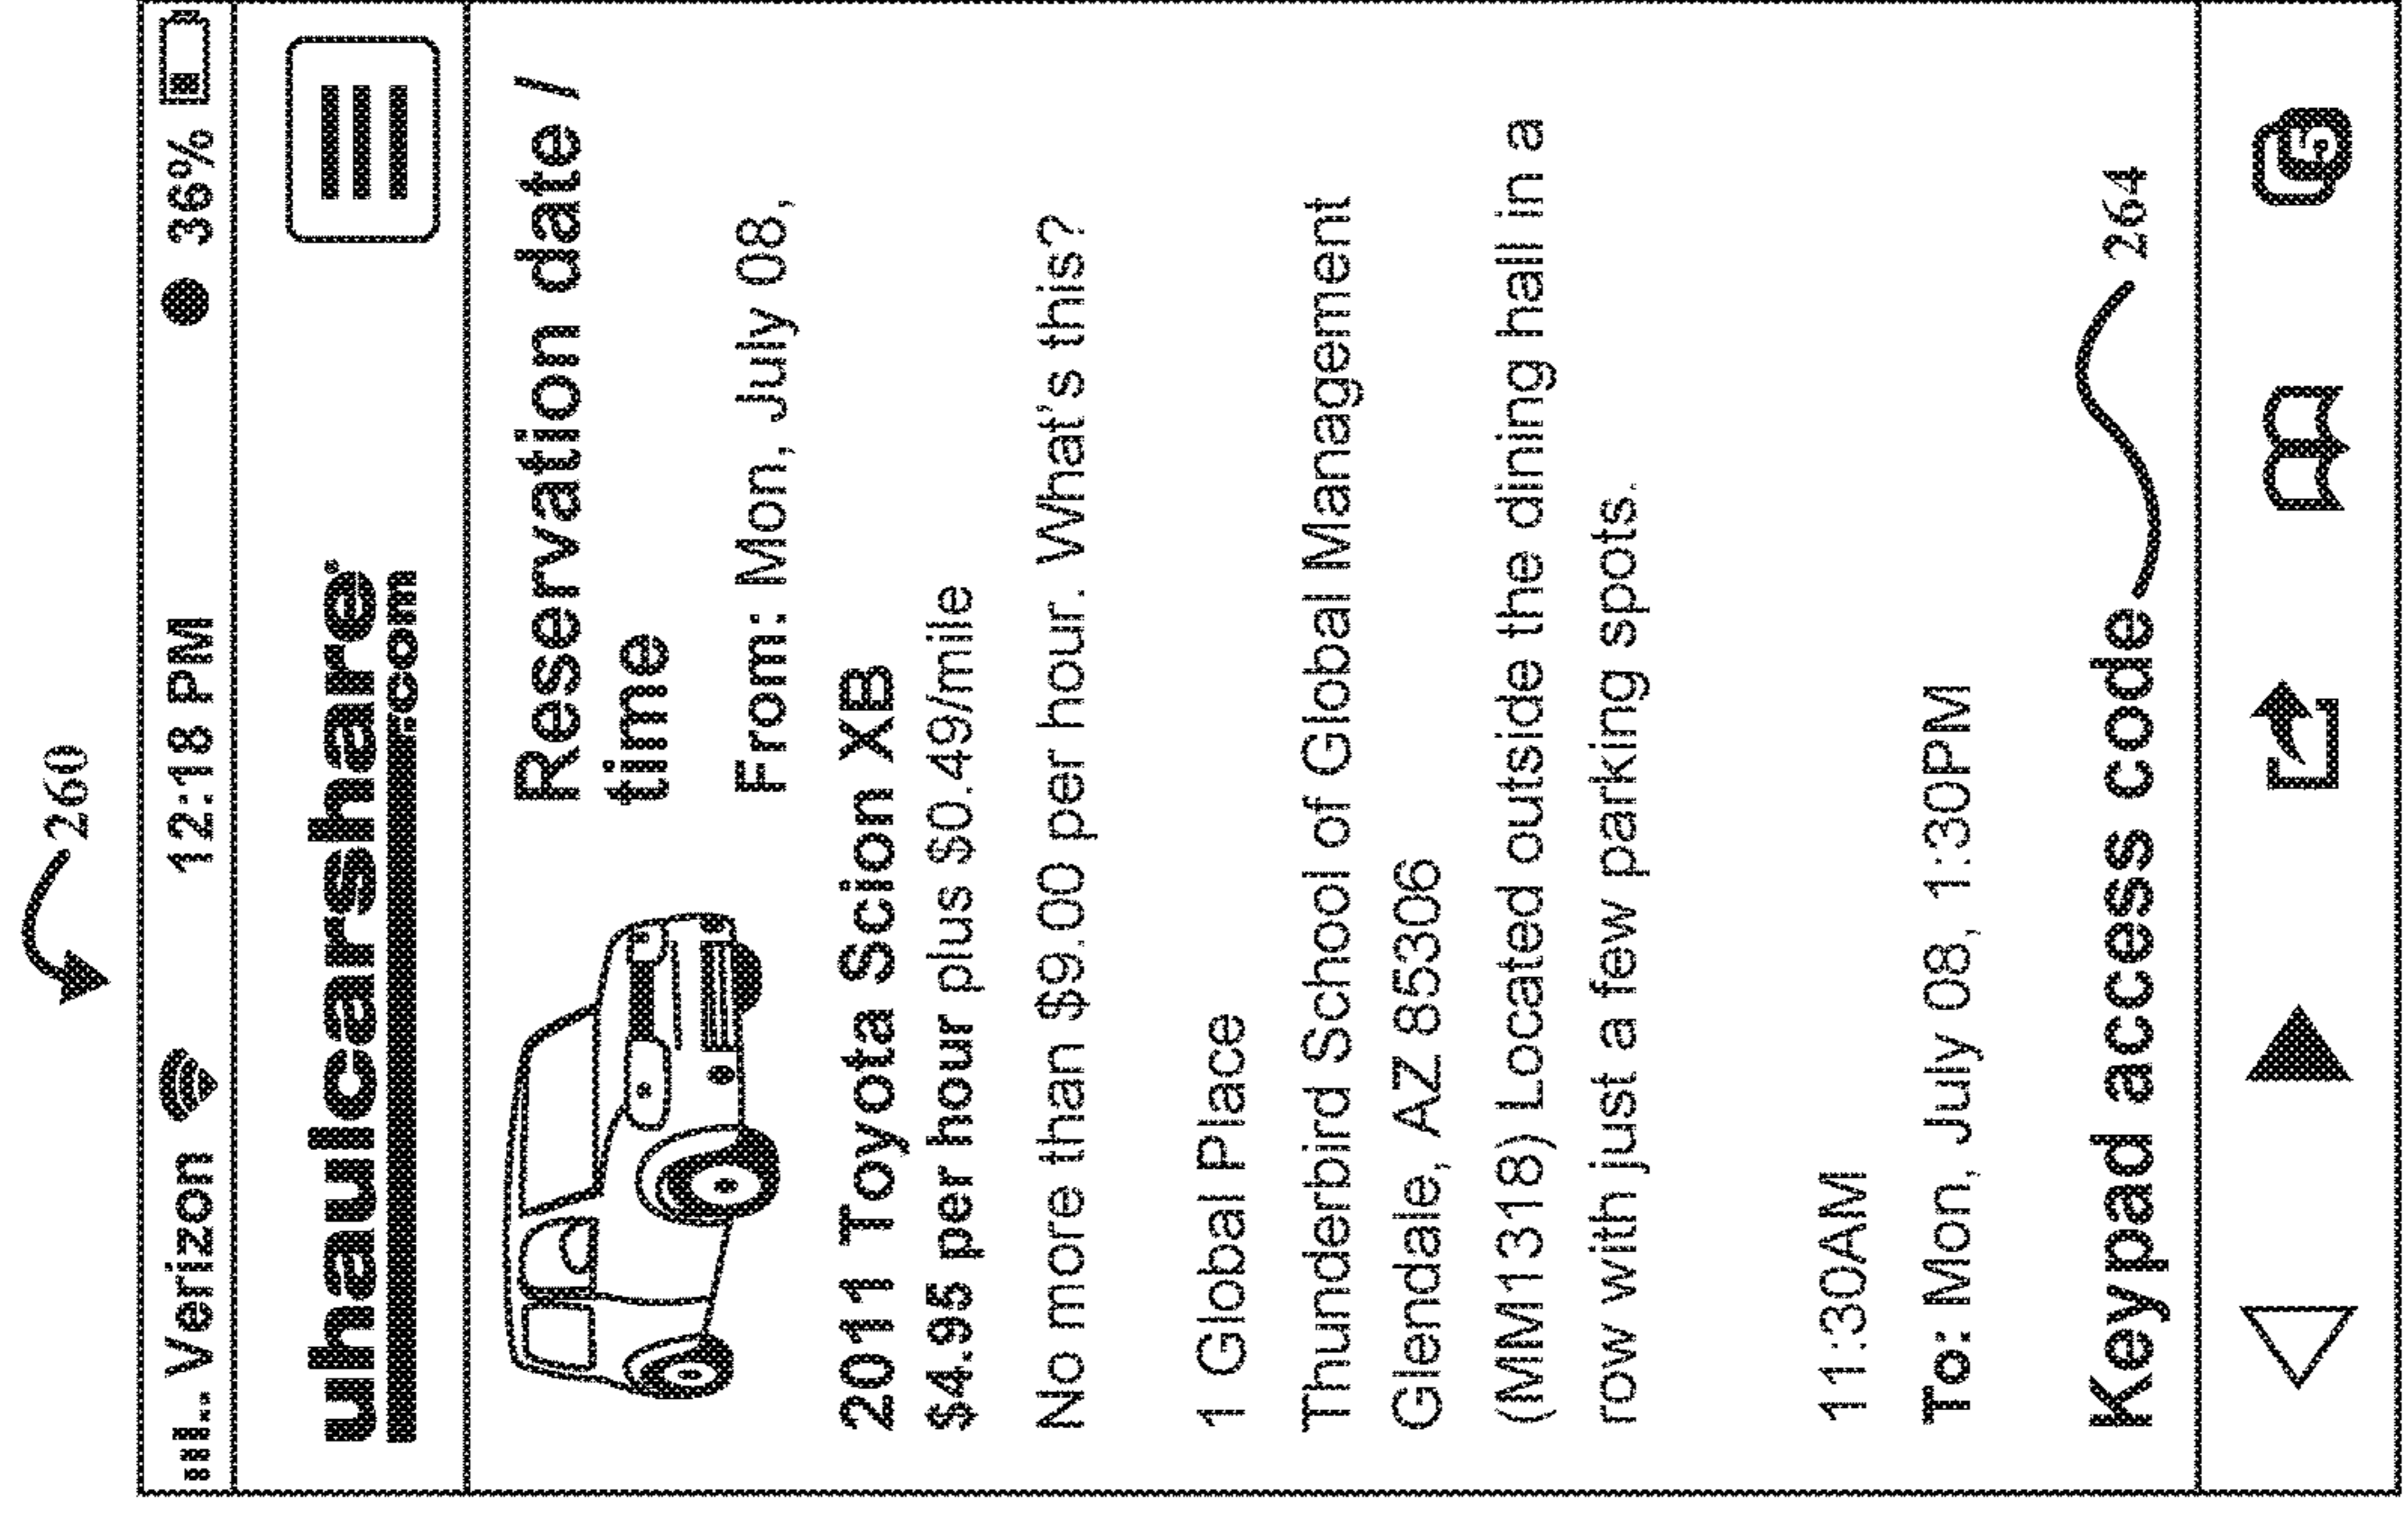 260
Verizon 12:18 PM 36%
uhaulcarshare®
.com
Reservation date /
time
From: Mon, July 08,
2011 Toyota Scion XB
$4.95 per hour plus $0.49/mile
No more than $9.00 per hour. What's this?
1 Global Place
Thunderbird School of Global Management
Glendale, AZ 85306
(MM1318) Located outside the dining hall in a
row with just a few parking spots.
11:30AM
To: Mon, July 08, 1:30PM
Keypad access code 264
5